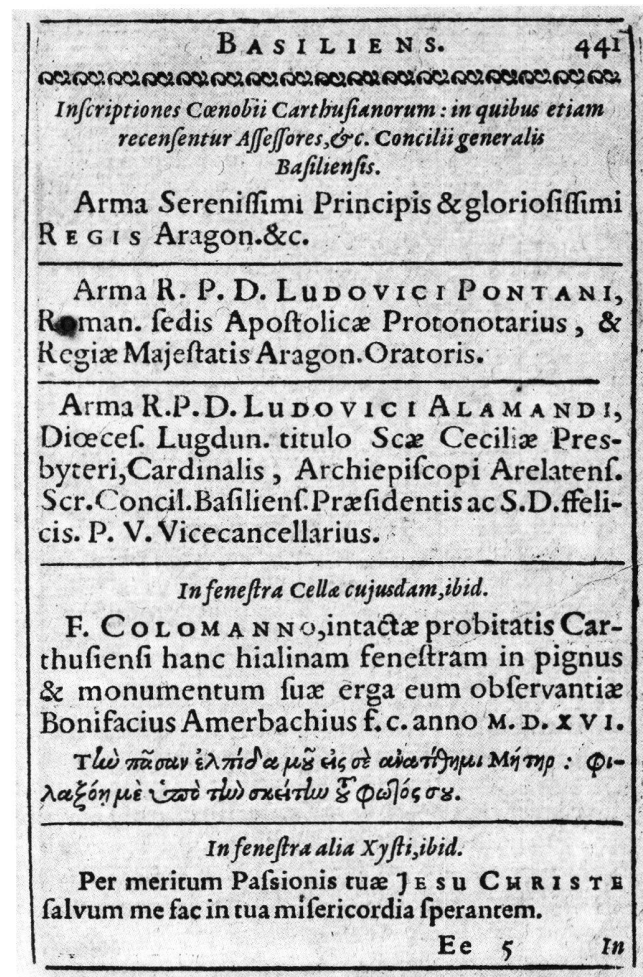 BASILIENS. 441
Inſcriptiones Cœnobii Carthuſianorum: in quibus etiam
recenſentur Aſſeſſores,&c. Concilii generalis
Baſilienſis.
Arma Sereniſſimi Principis & glorioſiſſimi
REGIS Aragon.&c.
Arma R. P. D. LUDOVICI PONTANI,
Roman. ſedis Apoſtolicæ Protonotarius, &
Regiæ Majeſtatis Aragon. Oratoris.
Arma R.P.D. LUDOVICI ALAMANDI,
Diœceſ. Lugdun. titulo Scæ Ceciliæ Pres-
byteri, Cardinalis, Archiepiſcopi Arelatenſ.
Scr. Concil. Baſilienſ. Præſidentis ac S.D. ffeli-
cis. P. V. Vicecancellarius.
In feneſtra Cellæ cujusdam, ibid.
F. COLOMANNO, intactæ probitatis Car-
thuſienſi hanc hialinam feneſtram in pignus
& monumentum ſuæ erga eum obſervantiæ
Bonifacius Amerbachius f. c. anno M. D. XVI.
Τὴν πᾶσαν ἐλπίδα μοῦ εἰς σὲ ἀνατίθημι Μήτηρ : Φι-
λαξόν μὲ ὑπὸ τὴν σκέπην τοῦ φωτός σου.
In feneſtra alia Xyſti, ibid.
Per meritum Paſsionis tuæ JESU CHRISTE
ſalvum me fac in tua miſericordia ſperantem.
Ee 5 In